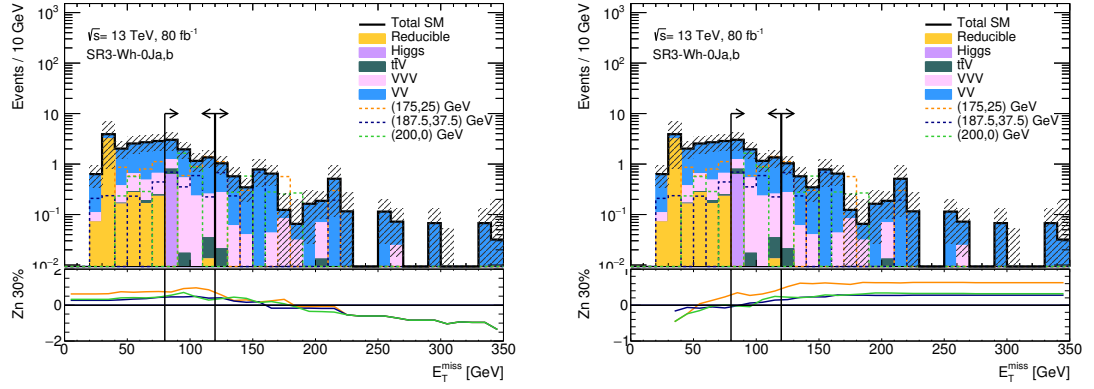 Events / 10 GeV
10³
10²
10
1
10⁻¹
10⁻²
√s= 13 TeV, 80 fb⁻¹
SR3-Wh-0Ja,b
Total SM
Reducible
Higgs
tt̄V
VVV
VV
(175,25) GeV
(187.5,37.5) GeV
(200,0) GeV
Zn 30%
2
0
−2
0 50 100 150 200 250 300 350
E_T^miss [GeV]
Events / 10 GeV
10³
10²
10
1
10⁻¹
10⁻²
√s= 13 TeV, 80 fb⁻¹
SR3-Wh-0Ja,b
Total SM
Reducible
Higgs
tt̄V
VVV
VV
(175,25) GeV
(187.5,37.5) GeV
(200,0) GeV
Zn 30%
1
0
−1
0 50 100 150 200 250 300 350
E_T^miss [GeV]